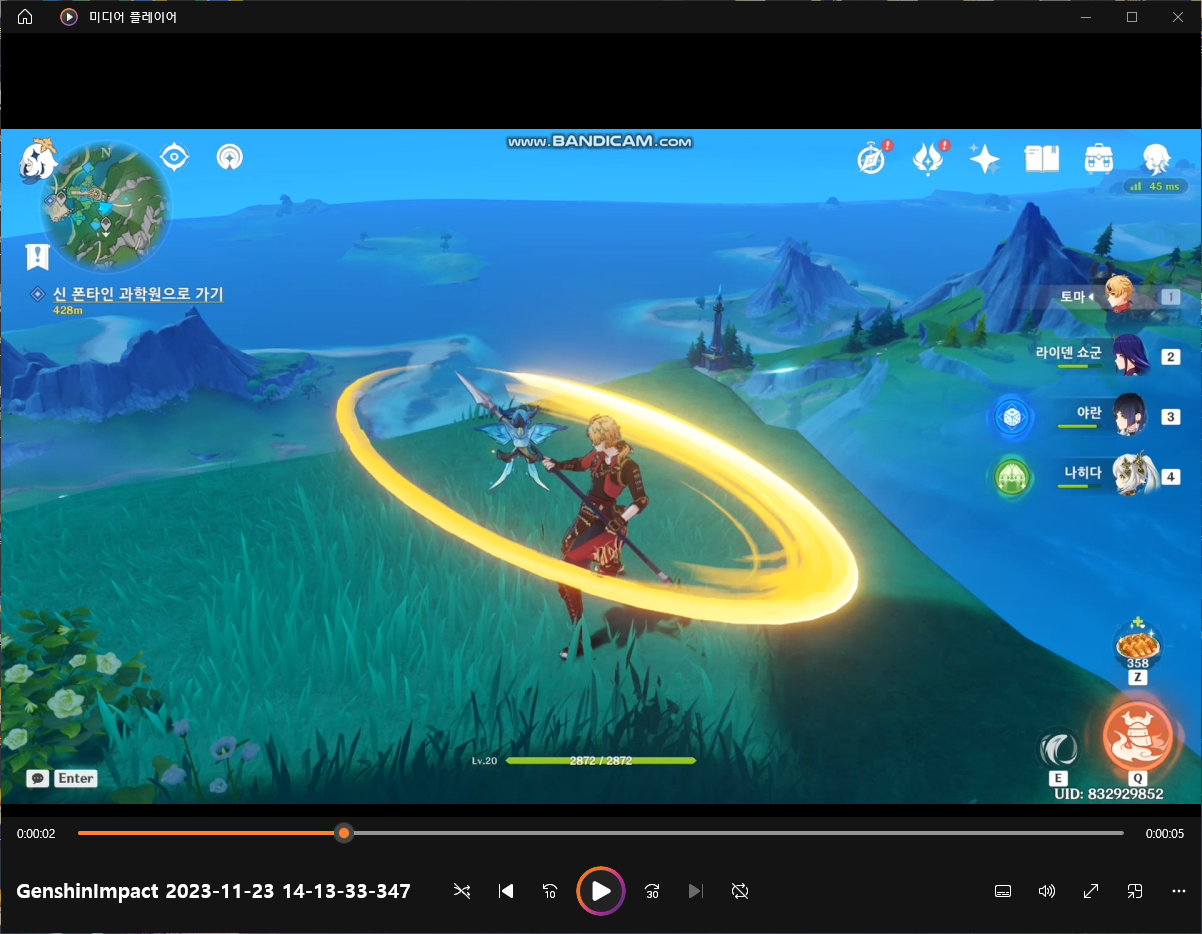 미디어 플레이어
www.BANDICAM.com
N
45 ms
신 폰타인 과학원으로 가기
428m
토마 1
라이덴 쇼군 2
야란 3
나히다 4
358
Z
Lv.20 2872 / 2872
Enter
E Q
UID: 832929852
0:00:02 0:00:05
GenshinImpact 2023-11-23 14-13-33-347
10 30